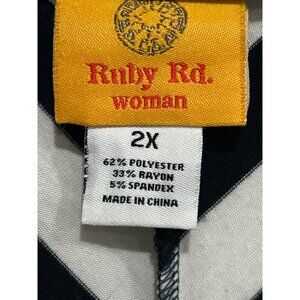 Ruby Rd.
woman
2X
62% POLYESTER
33% RAYON
5% SPANDEX
MADE IN CHINA